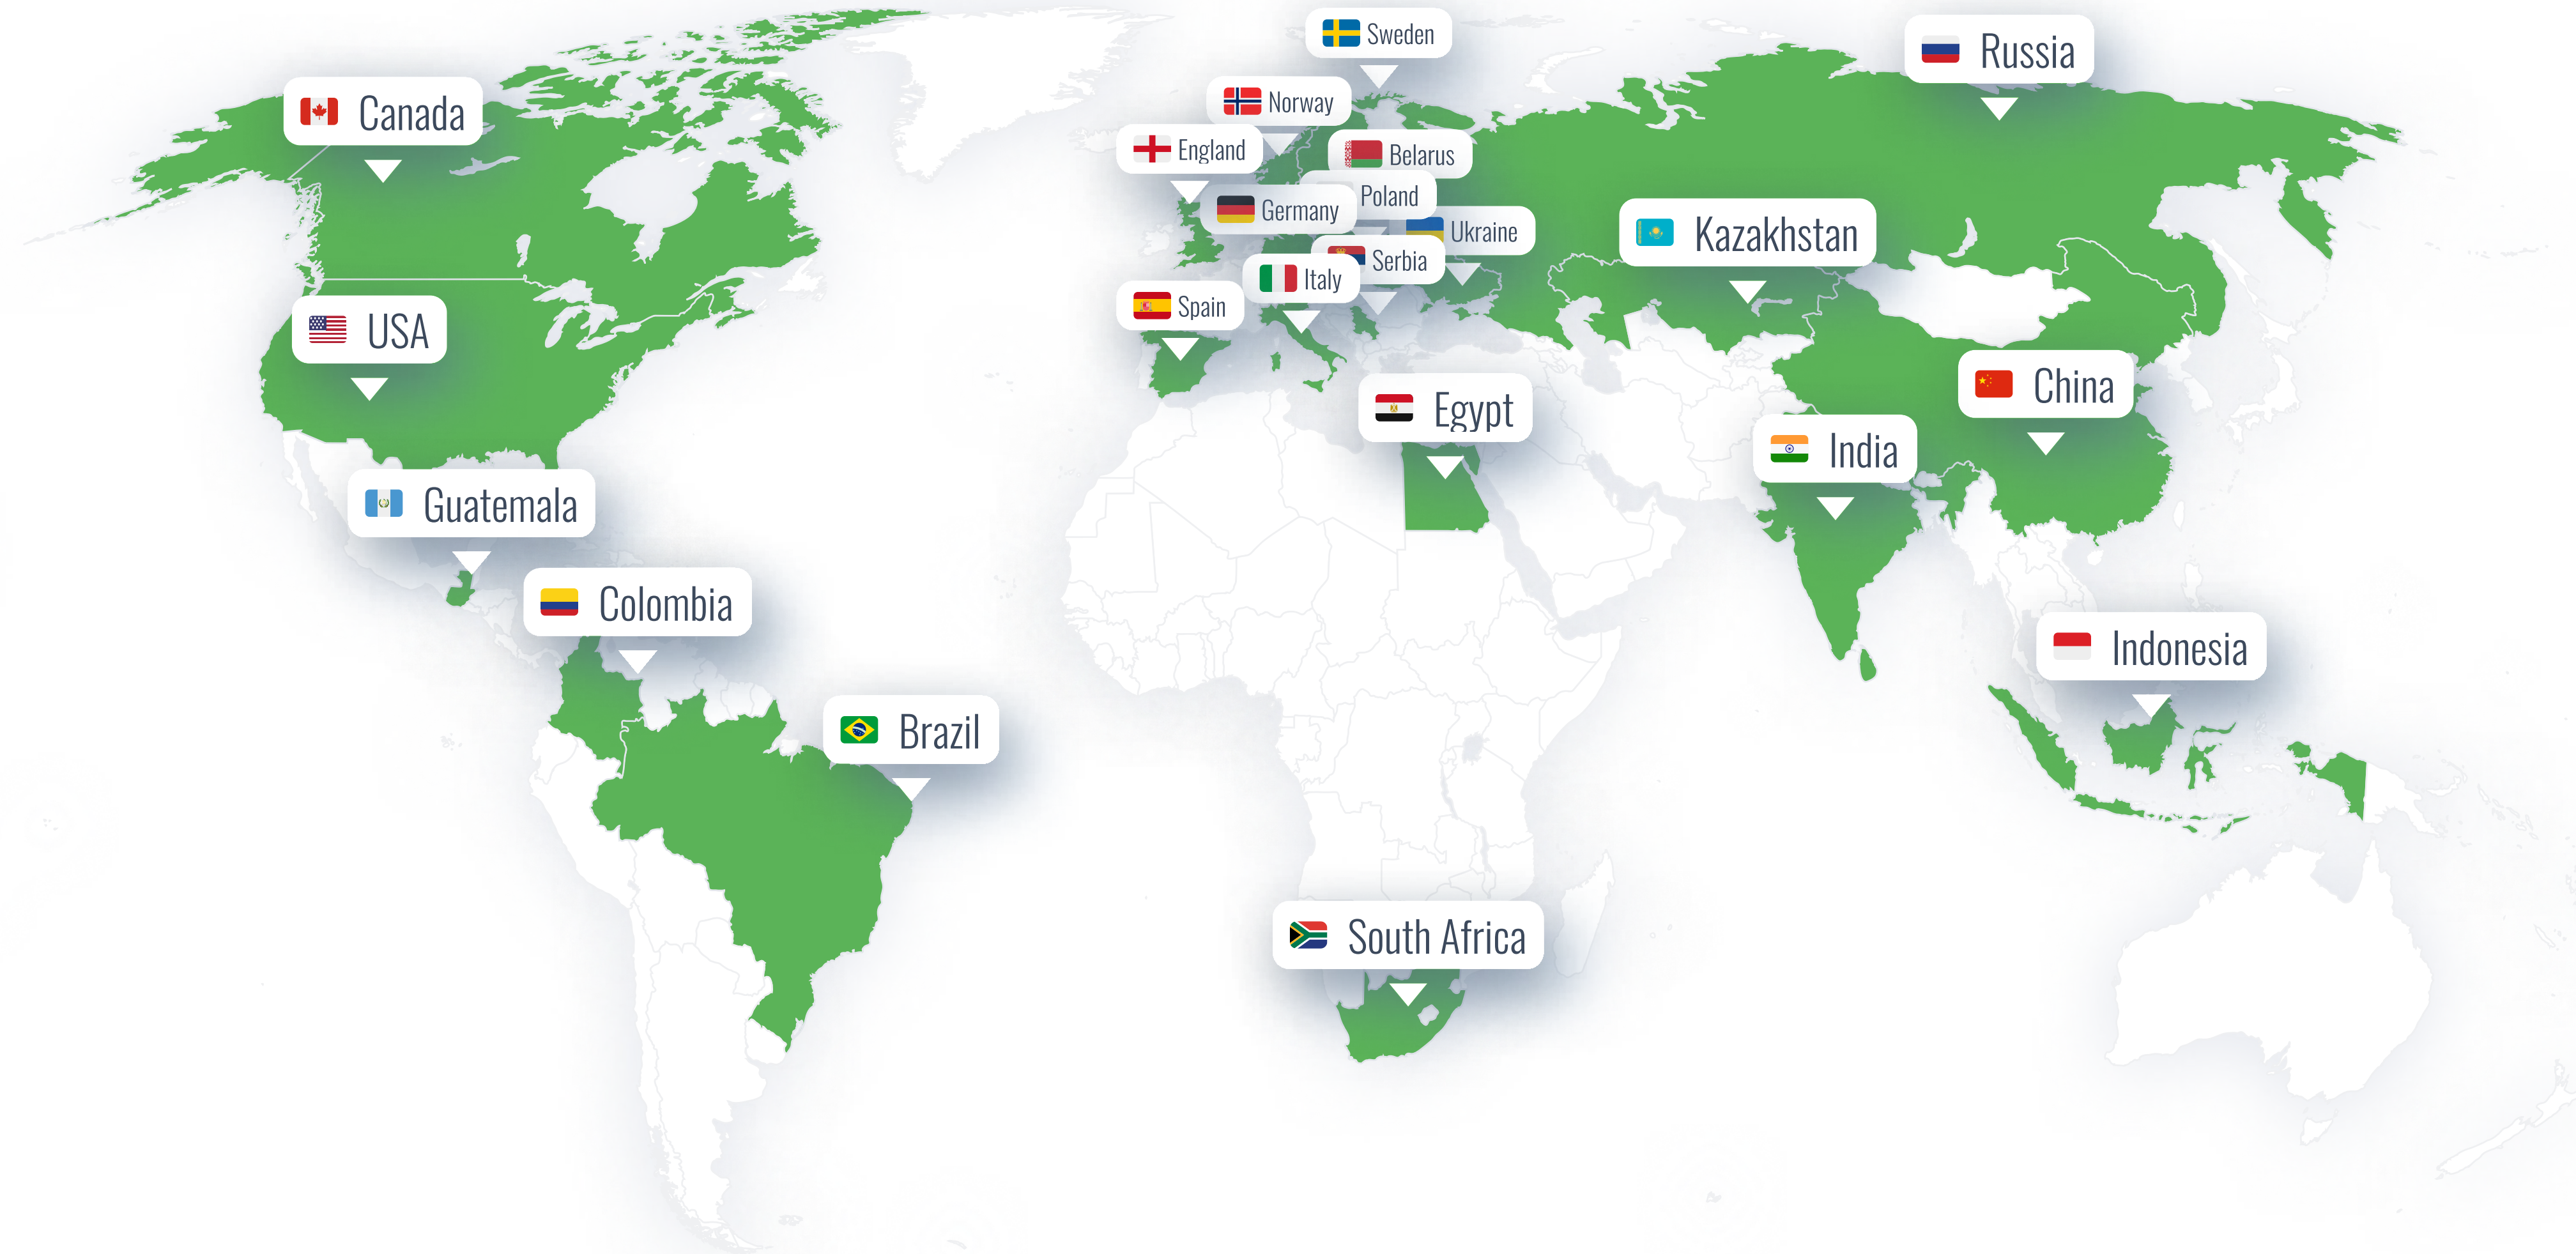 Sweden
Russia
Canada
Norway
England
Belarus
Poland
Germany
Ukraine
Kazakhstan
Serbia
Italy
Spain
USA
China
Egypt
India
Guatemala
Colombia
Indonesia
Brazil
South Africa